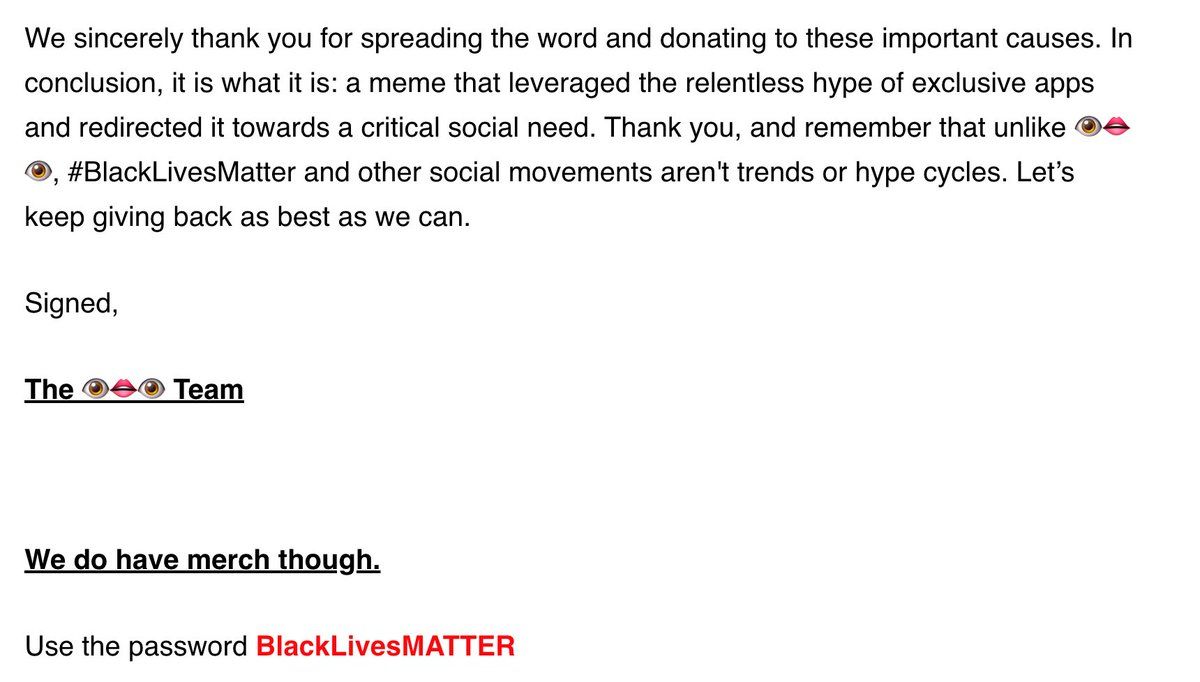 We sincerely thank you for spreading the word and donating to these important causes. In
conclusion, it is what it is: a meme that leveraged the relentless hype of exclusive apps
and redirected it towards a critical social need. Thank you, and remember that unlike 👁👄
👁, #BlackLivesMatter and other social movements aren't trends or hype cycles. Let’s
keep giving back as best as we can.
Signed,
The 👁👄👁 Team
We do have merch though.
Use the password BlackLivesMATTER